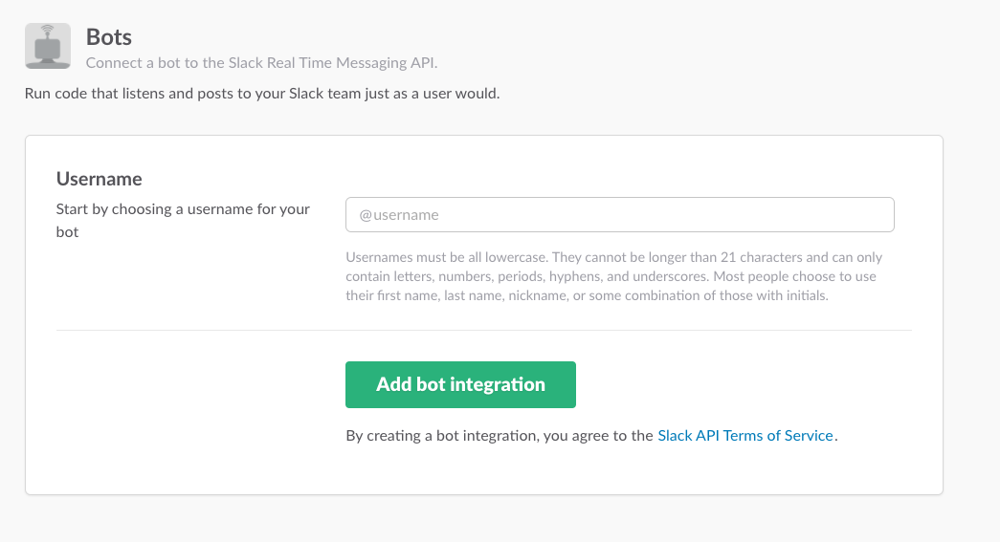 Bots
Connect a bot to the Slack Real Time Messaging API.
Run code that listens and posts to your Slack team just as a user would.
Username
Start by choosing a username for your
bot
@username
Usernames must be all lowercase. They cannot be longer than 21 characters and can only
contain letters, numbers, periods, hyphens, and underscores. Most people choose to use
their first name, last name, nickname, or some combination of those with initials.
Add bot integration
By creating a bot integration, you agree to the Slack API Terms of Service.